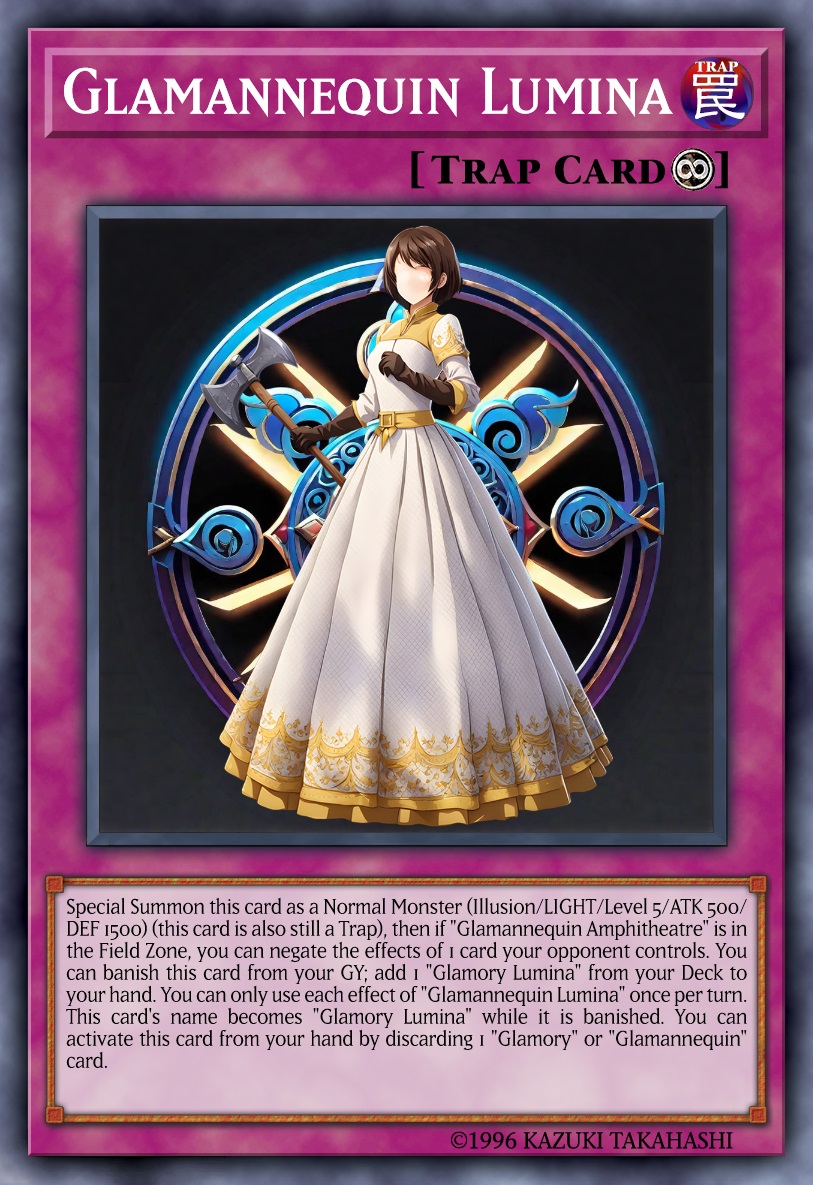 Glamannequin Lumina
TRAP
罠
[Trap Card]
Special Summon this card as a Normal Monster (Illusion/LIGHT/Level 5/ATK 500/
DEF 1500) (this card is also still a Trap), then if "Glamannequin Amphitheatre" is in
the Field Zone, you can negate the effects of 1 card your opponent controls. You
can banish this card from your GY; add 1 "Glamory Lumina" from your Deck to
your hand. You can only use each effect of "Glamannequin Lumina" once per turn.
This card's name becomes "Glamory Lumina" while it is banished. You can
activate this card from your hand by discarding 1 "Glamory" or "Glamannequin"
card.
©1996 KAZUKI TAKAHASHI